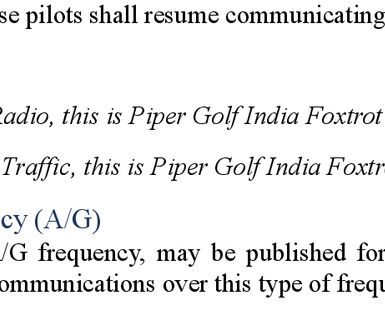 se pilots shall resume communicating
Radio, this is Piper Golf India Foxtrot
Traffic, this is Piper Golf India Foxtr
cy (A/G)
/G frequency, may be published for
ommunications over this type of frequ